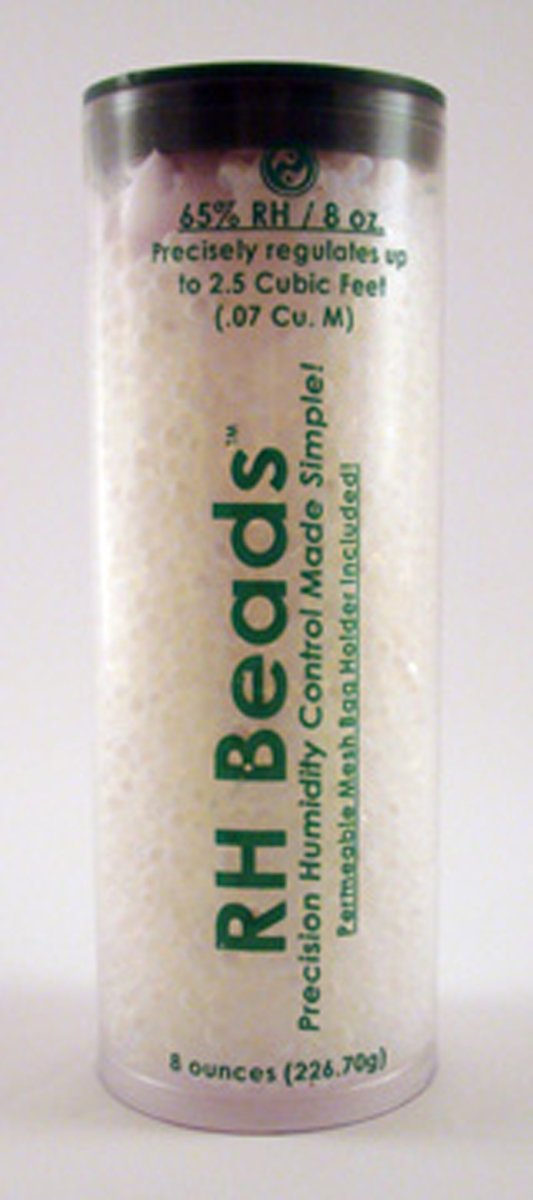 65% RH / 8 oz.
Precisely regulates up
to 2.5 Cubic Feet
(.07 Cu. M)
RH Beads™
Precision Humidity Control Made Simple!
Permeable Mesh Bag Holder Included!
8 ounces (226.70g)